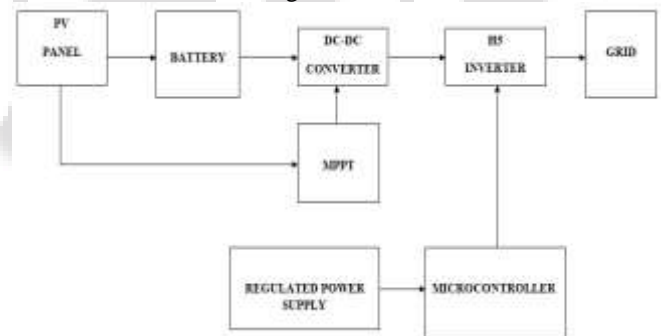 PV
PANEL
BATTERY
DC-DC
CONVERTER
H5
INVERTER
GRID
MPPT
REGULATED POWER
SUPPLY
MICROCONTROLLER